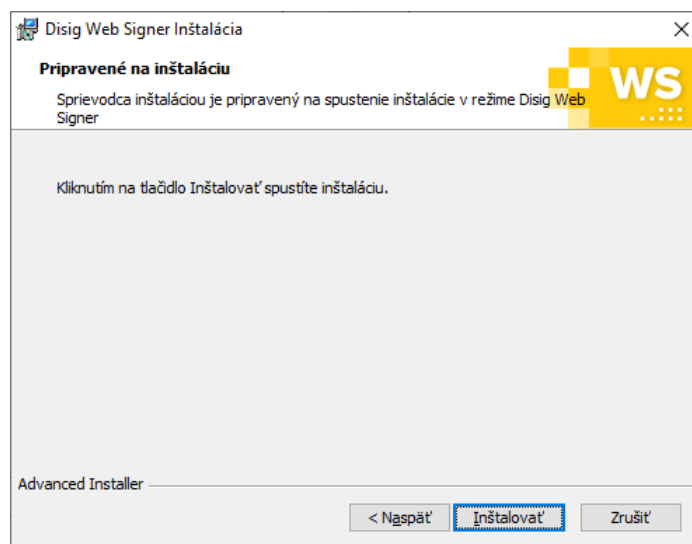 Disig Web Signer Inštalácia
Pripravené na inštaláciu
WS
Sprievodca inštaláciou je pripravený na spustenie inštalácie v režime Disig Web
Signer
Kliknutím na tlačidlo Inštalovať spustíte inštaláciu.
Advanced Installer
< Naspäť
Inštalovať
Zrušiť